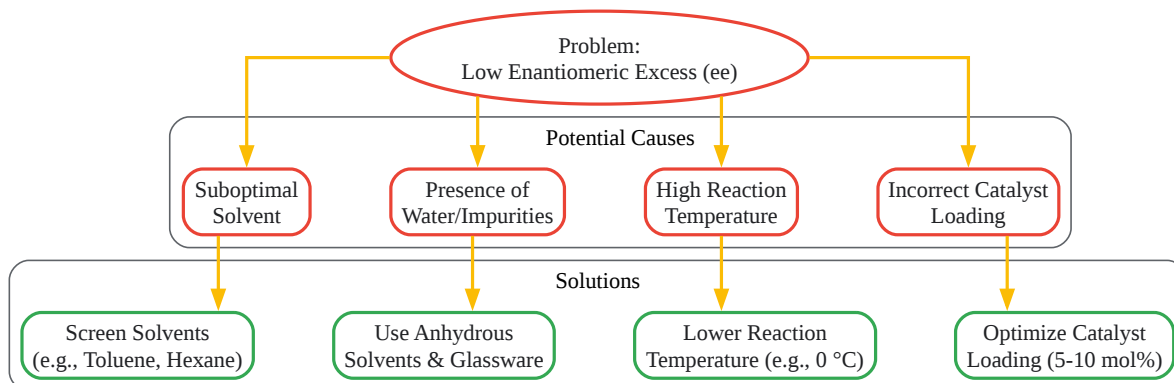 Problem:
Low Enantiomeric Excess (ee)
Potential Causes
Suboptimal
Solvent
Presence of
Water/Impurities
High Reaction
Temperature
Incorrect Catalyst
Loading
Solutions
Screen Solvents
(e.g., Toluene, Hexane)
Use Anhydrous
Solvents & Glassware
Lower Reaction
Temperature (e.g., 0 °C)
Optimize Catalyst
Loading (5-10 mol%)